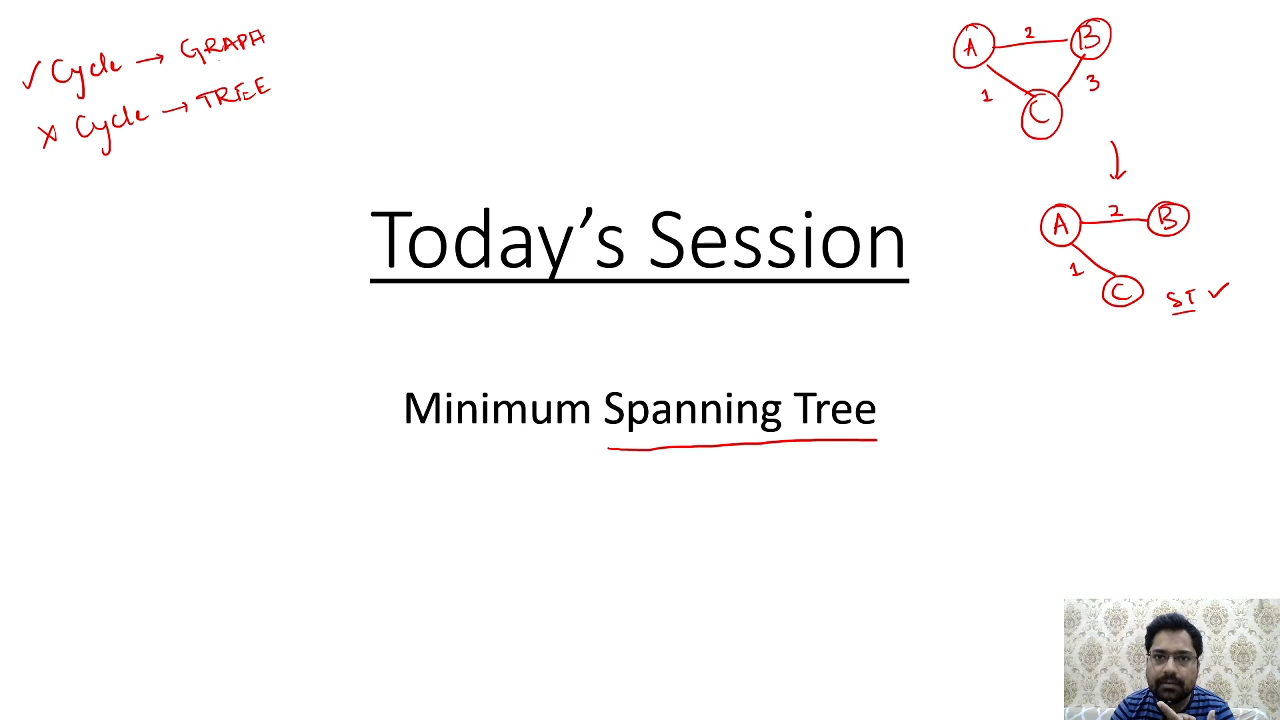 ✓ Cycle → GRAPH
✗ Cycle → TREE
A 2 B
1 3
C
↓
A 2 B
1
C
ST ✓
Today's Session
Minimum Spanning Tree